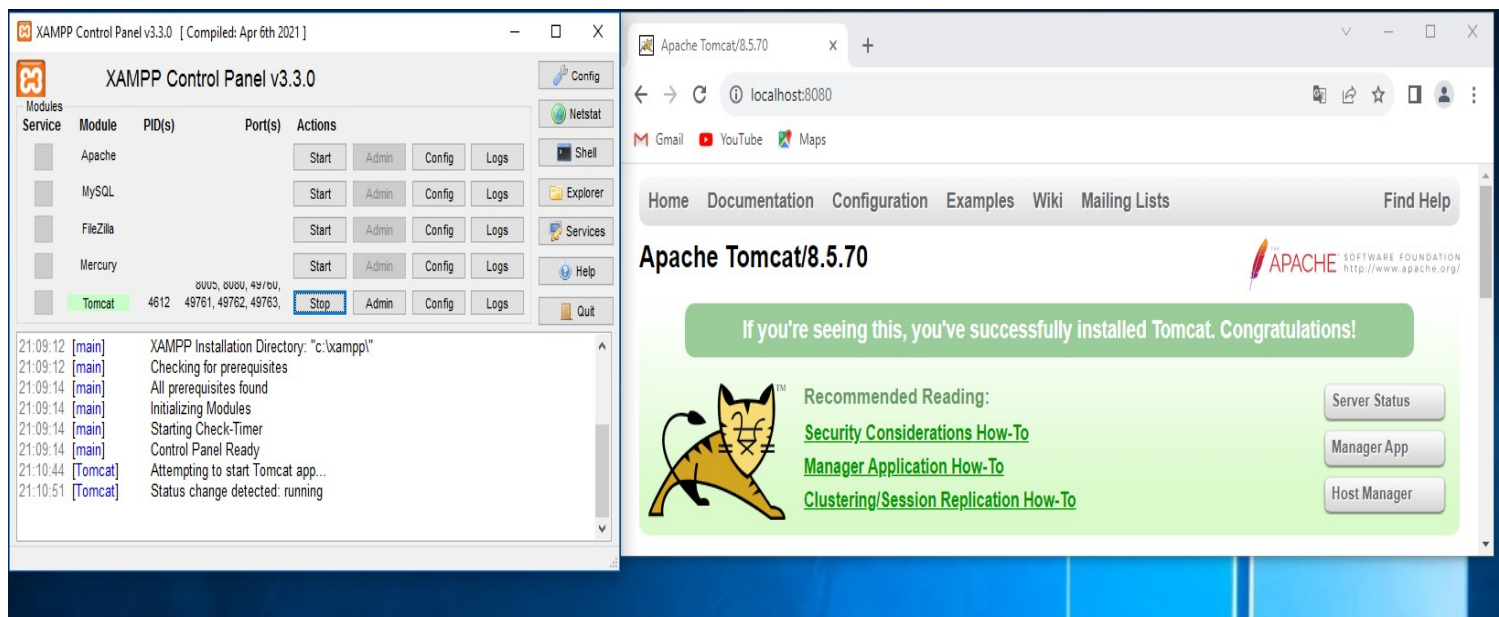 XAMPP Control Panel v3.3.0 [ Compiled: Apr 6th 2021 ]
XAMPP Control Panel v3.3.0
Config
Modules
Service Module PID(s) Port(s) Actions
Netstat
Apache Start Admin Config Logs
Shell
MySQL Start Admin Config Logs
Explorer
FileZilla Start Admin Config Logs
Services
Mercury Start Admin Config Logs
Help
8005, 8080, 49760,
Tomcat 4612 49761, 49762, 49763, Stop Admin Config Logs
Quit
21:09:12 [main] XAMPP Installation Directory: "c:\xampp\"
21:09:12 [main] Checking for prerequisites
21:09:14 [main] All prerequisites found
21:09:14 [main] Initializing Modules
21:09:14 [main] Starting Check-Timer
21:09:14 [main] Control Panel Ready
21:10:44 [Tomcat] Attempting to start Tomcat app...
21:10:51 [Tomcat] Status change detected: running
Apache Tomcat/8.5.70
localhost:8080
Gmail YouTube Maps
Home Documentation Configuration Examples Wiki Mailing Lists Find Help
Apache Tomcat/8.5.70
THE
APACHE SOFTWARE FOUNDATION
http://www.apache.org/
If you're seeing this, you've successfully installed Tomcat. Congratulations!
TM
Recommended Reading:
Security Considerations How-To
Manager Application How-To
Clustering/Session Replication How-To
Server Status
Manager App
Host Manager